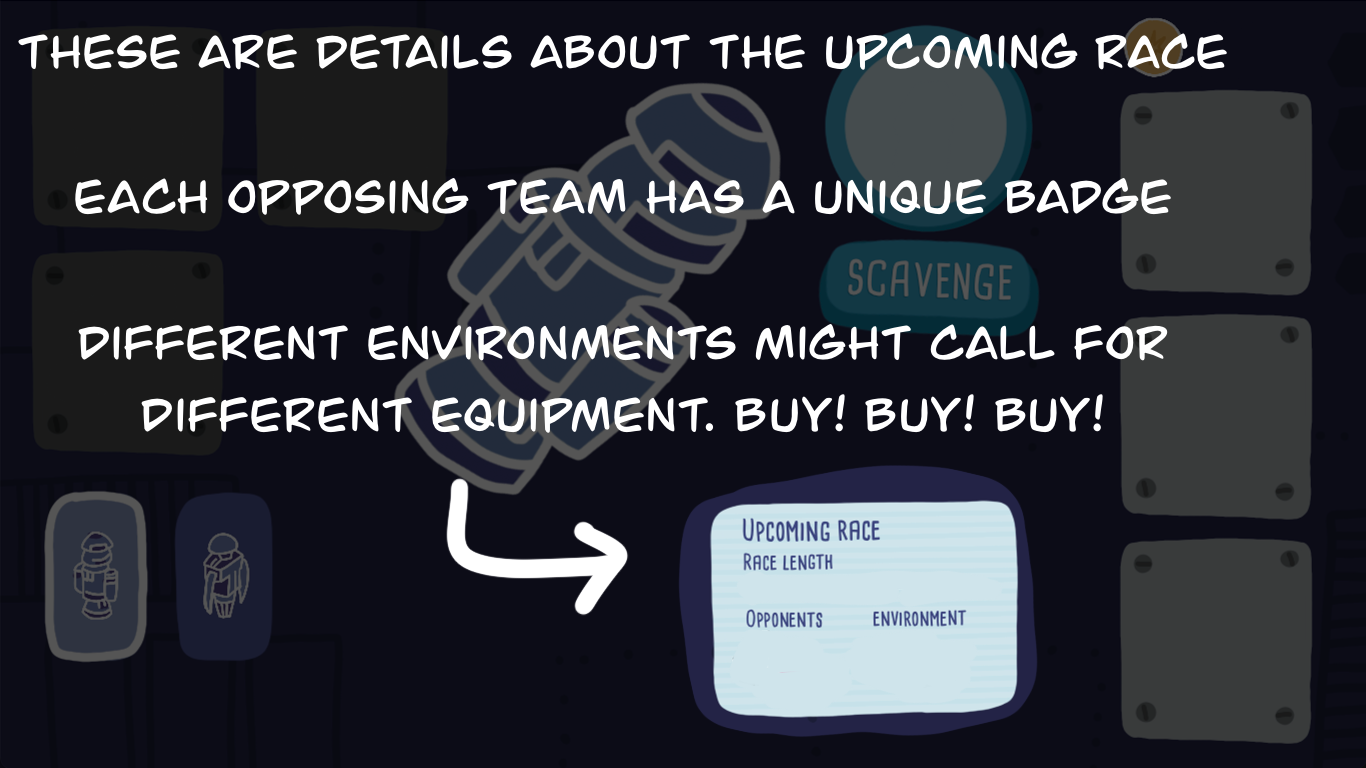 THESE ARE DETAILS ABOUT THE UPCOMING RACE
EACH OPPOSING TEAM HAS A UNIQUE BADGE
DIFFERENT ENVIRONMENTS MIGHT CALL FOR
DIFFERENT EQUIPMENT. BUY! BUY! BUY!
SCAVENGE
UPCOMING RACE
RACE LENGTH
OPPONENTS ENVIRONMENT